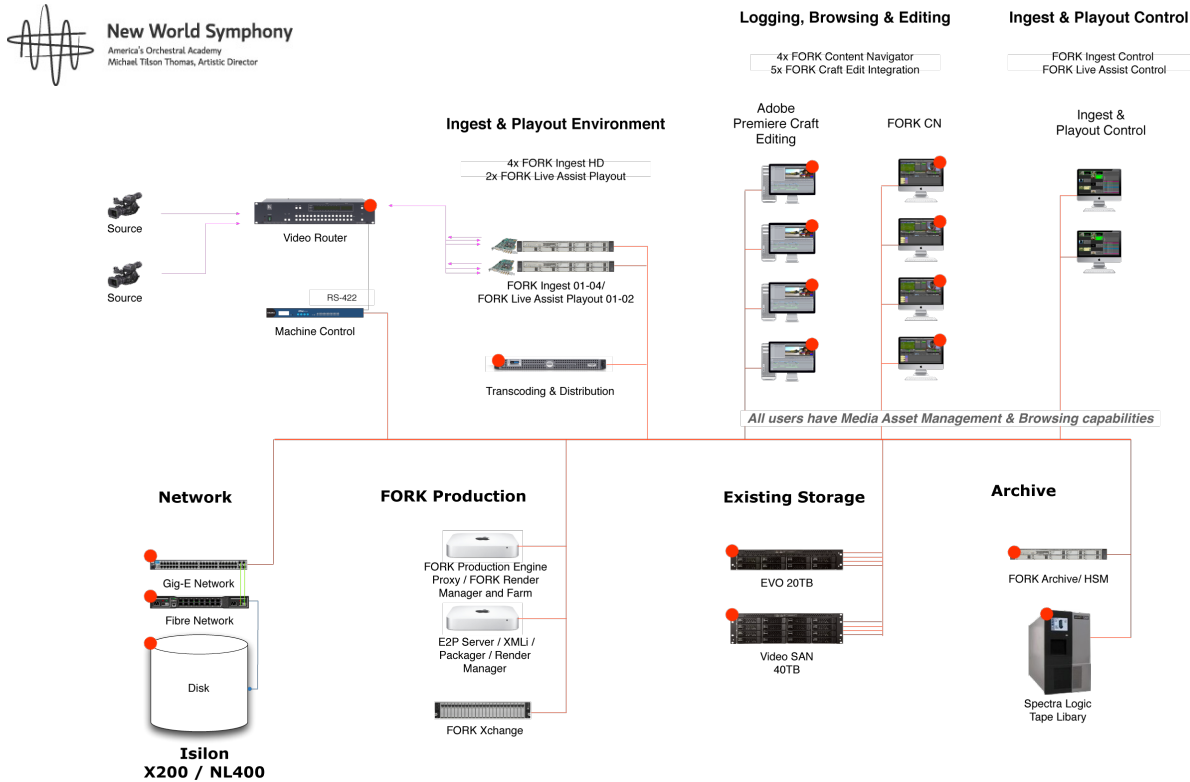 New World Symphony
America's Orchestral Academy
Michael Tilson Thomas, Artistic Director
Logging, Browsing & Editing
4x FORK Content Navigator
5x FORK Craft Edit Integration
Ingest & Playout Control
FORK Ingest Control
FORK Live Assist Control
Ingest & Playout Environment
4x FORK Ingest HD
2x FORK Live Assist Playout
Adobe
Premiere Craft
Editing
FORK CN
Ingest &
Playout Control
Source
Source
Video Router
RS-422
Machine Control
FORK Ingest 01-04/
FORK Live Assist Playout 01-02
Transcoding & Distribution
All users have Media Asset Management & Browsing capabilities
Network
Gig-E Network
Fibre Network
Disk
Isilon
X200 / NL400
FORK Production
FORK Production Engine
Proxy / FORK Render
Manager and Farm
E2P Server / XMLi /
Packager / Render
Manager
FORK Xchange
Existing Storage
EVO 20TB
Video SAN
40TB
Archive
FORK Archive/ HSM
Spectra Logic
Tape Libary